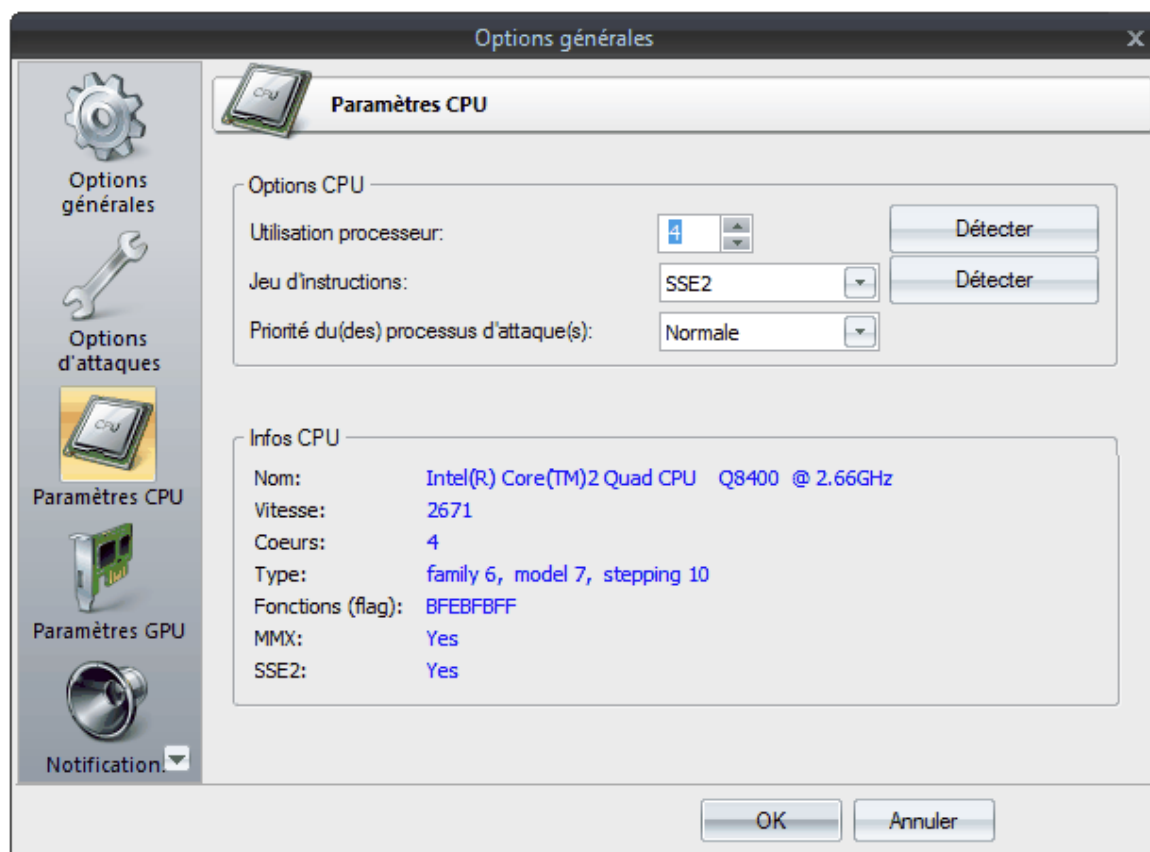 Options générales
x
Options
générales
Options
d'attaques
CPU
Paramètres CPU
Paramètres GPU
Notification.
CPU
Paramètres CPU
Options CPU
Utilisation processeur: 4 Détecter
Jeu d'instructions: SSE2 Détecter
Priorité du(des) processus d'attaque(s): Normale
Infos CPU
Nom: Intel(R) Core(TM)2 Quad CPU Q8400 @ 2.66GHz
Vitesse: 2671
Coeurs: 4
Type: family 6, model 7, stepping 10
Fonctions (flag): BFEBFBFF
MMX: Yes
SSE2: Yes
OK Annuler